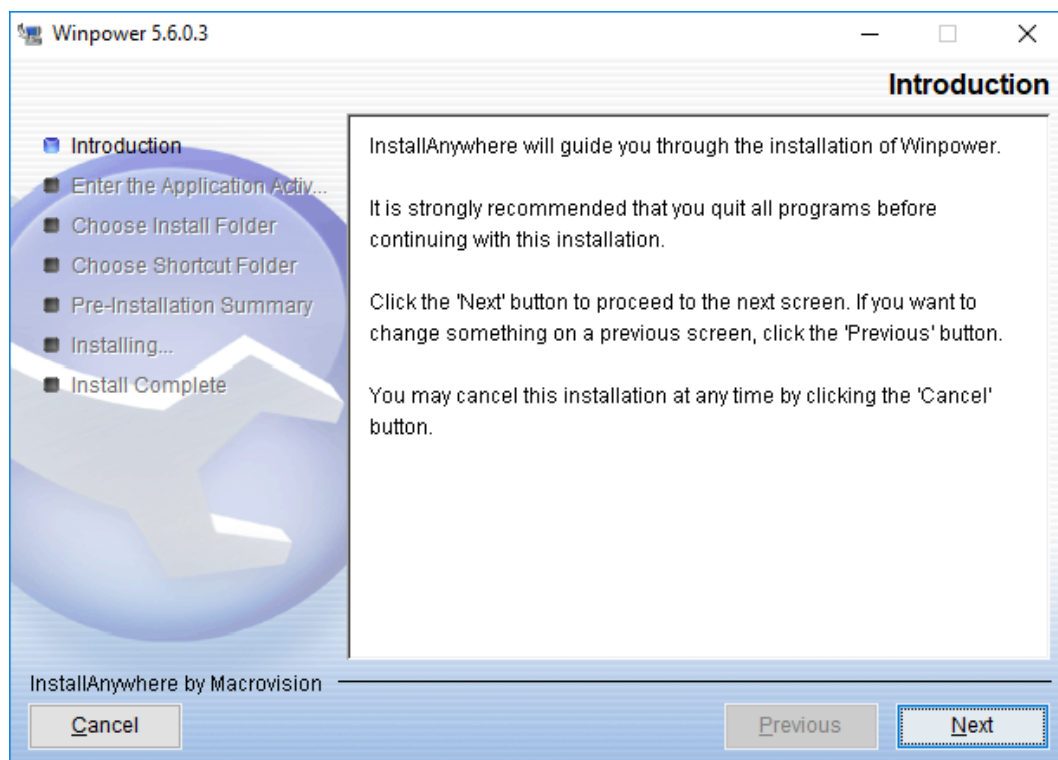 Winpower 5.6.0.3
Introduction
Introduction
Enter the Application Activ...
Choose Install Folder
Choose Shortcut Folder
Pre-Installation Summary
Installing...
Install Complete
InstallAnywhere will guide you through the installation of Winpower.
It is strongly recommended that you quit all programs before
continuing with this installation.
Click the 'Next' button to proceed to the next screen. If you want to
change something on a previous screen, click the 'Previous' button.
You may cancel this installation at any time by clicking the 'Cancel'
button.
InstallAnywhere by Macrovision
Cancel
Previous
Next